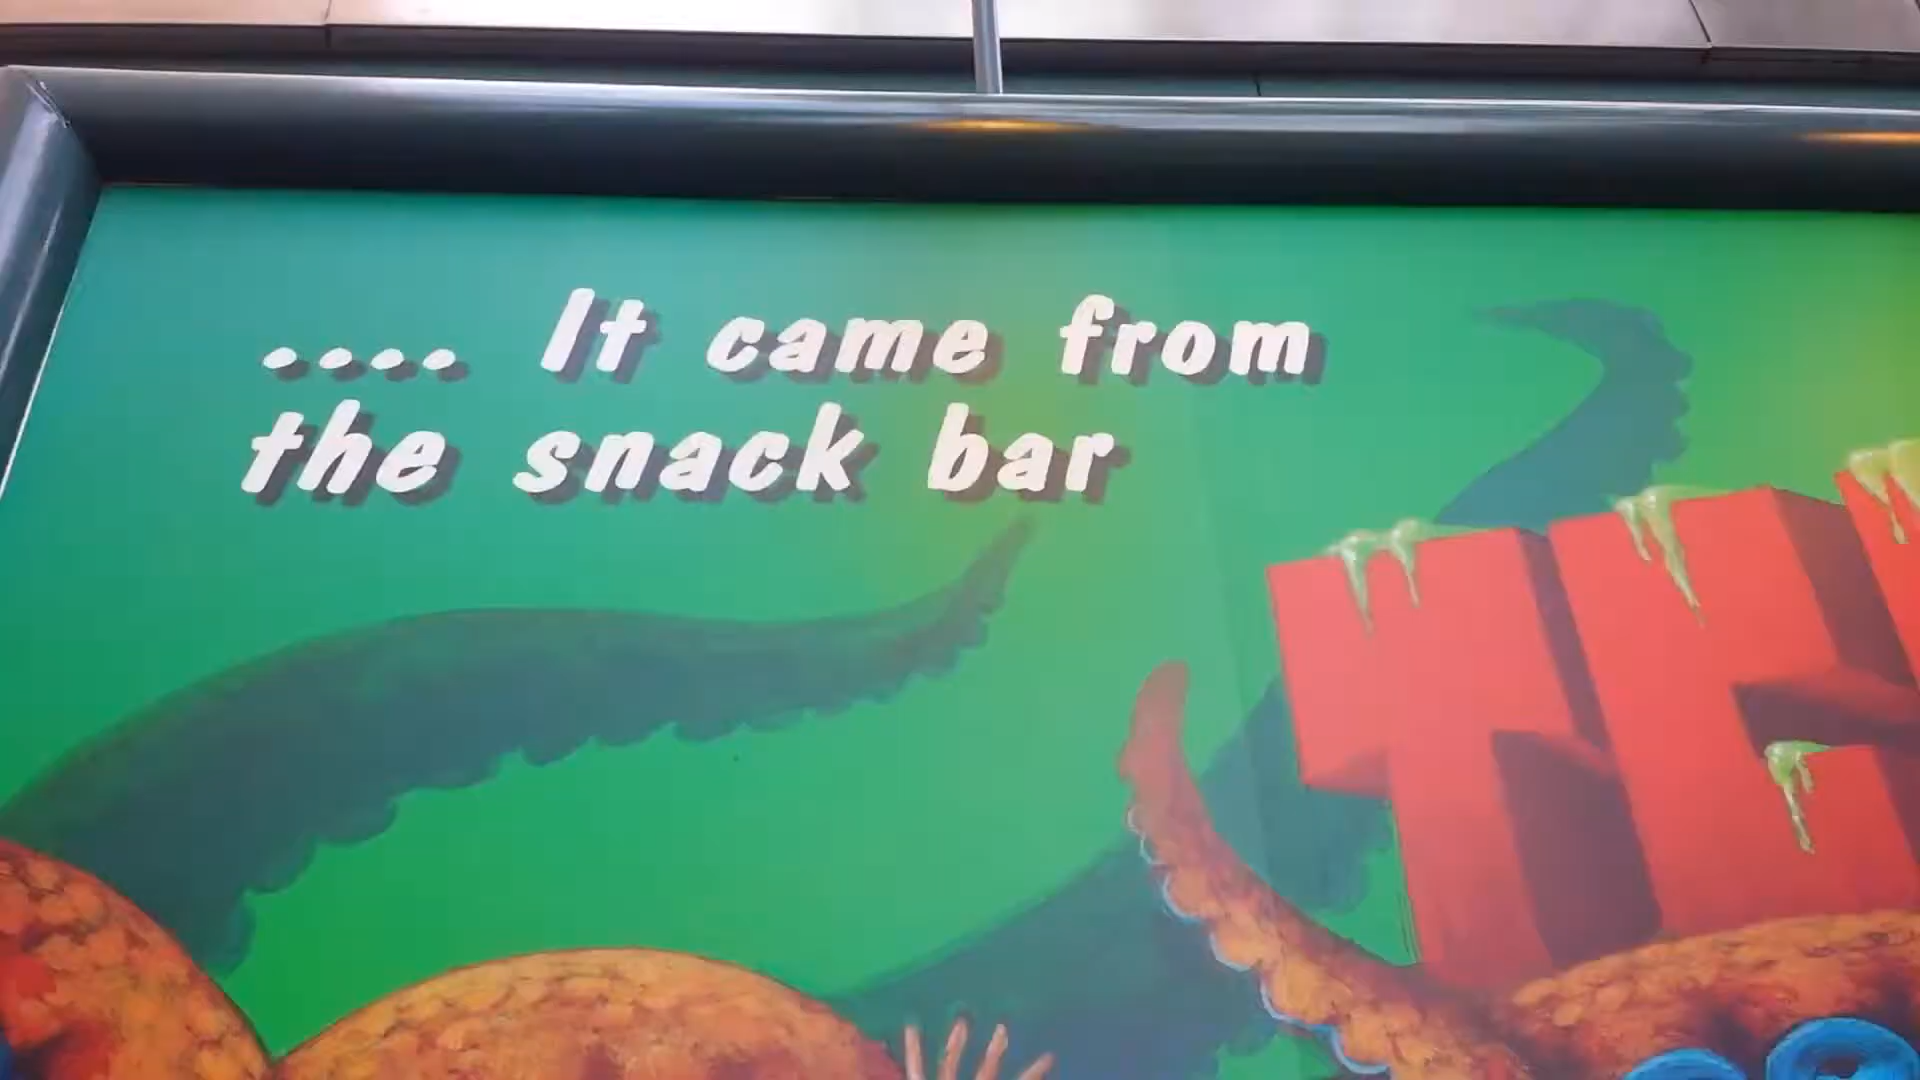 .... It came from
the snack bar